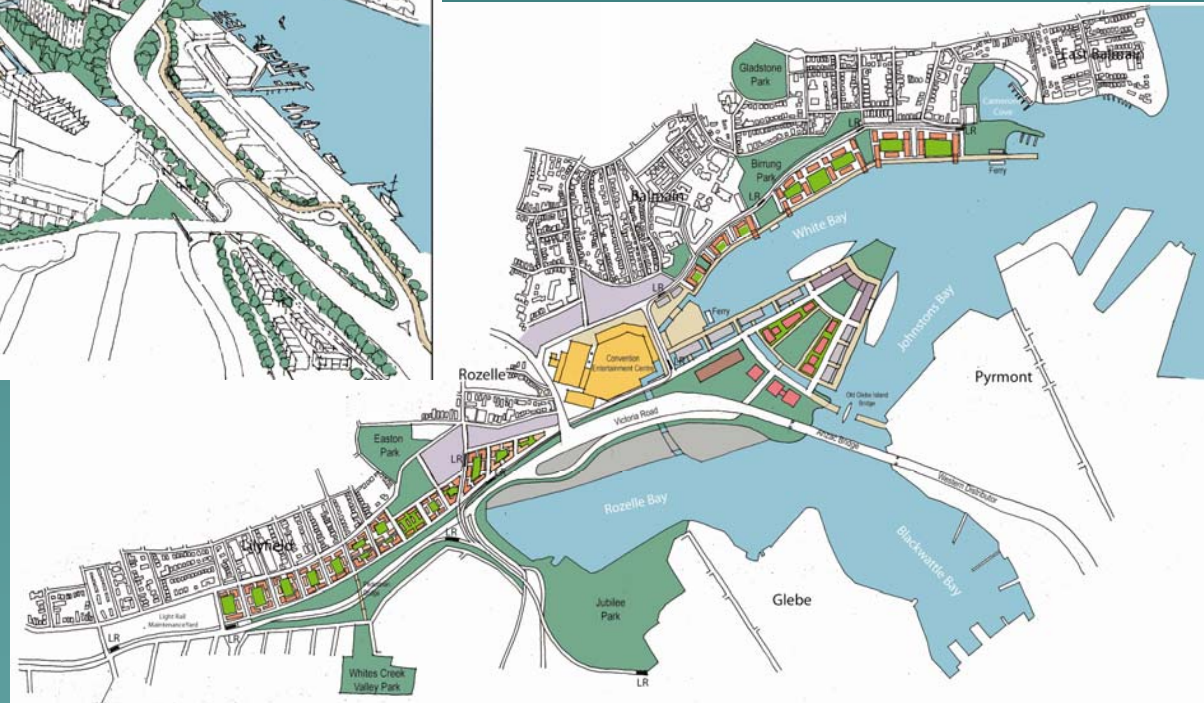 East Balmain
Gladstone
Park
Camerons
Cove
LR
LR
Birrung
Park
Ferry
Balmain
LR
White Bay
LR
Ferry
Johnstons Bay
Convention
Entertainment Centre
LR
Rozelle
Pyrmont
Old Glebe Island
Bridge
Victoria Road
Anzac Bridge
Easton
Park
LR
LR
Western Distributor
Rozelle Bay
Lilyfield
LR
Blackwattle Bay
Bridge
Jubilee
Park
Glebe
Light Rail
Maintenance Yard
LR
LR
Whites Creek
Valley Park
LR